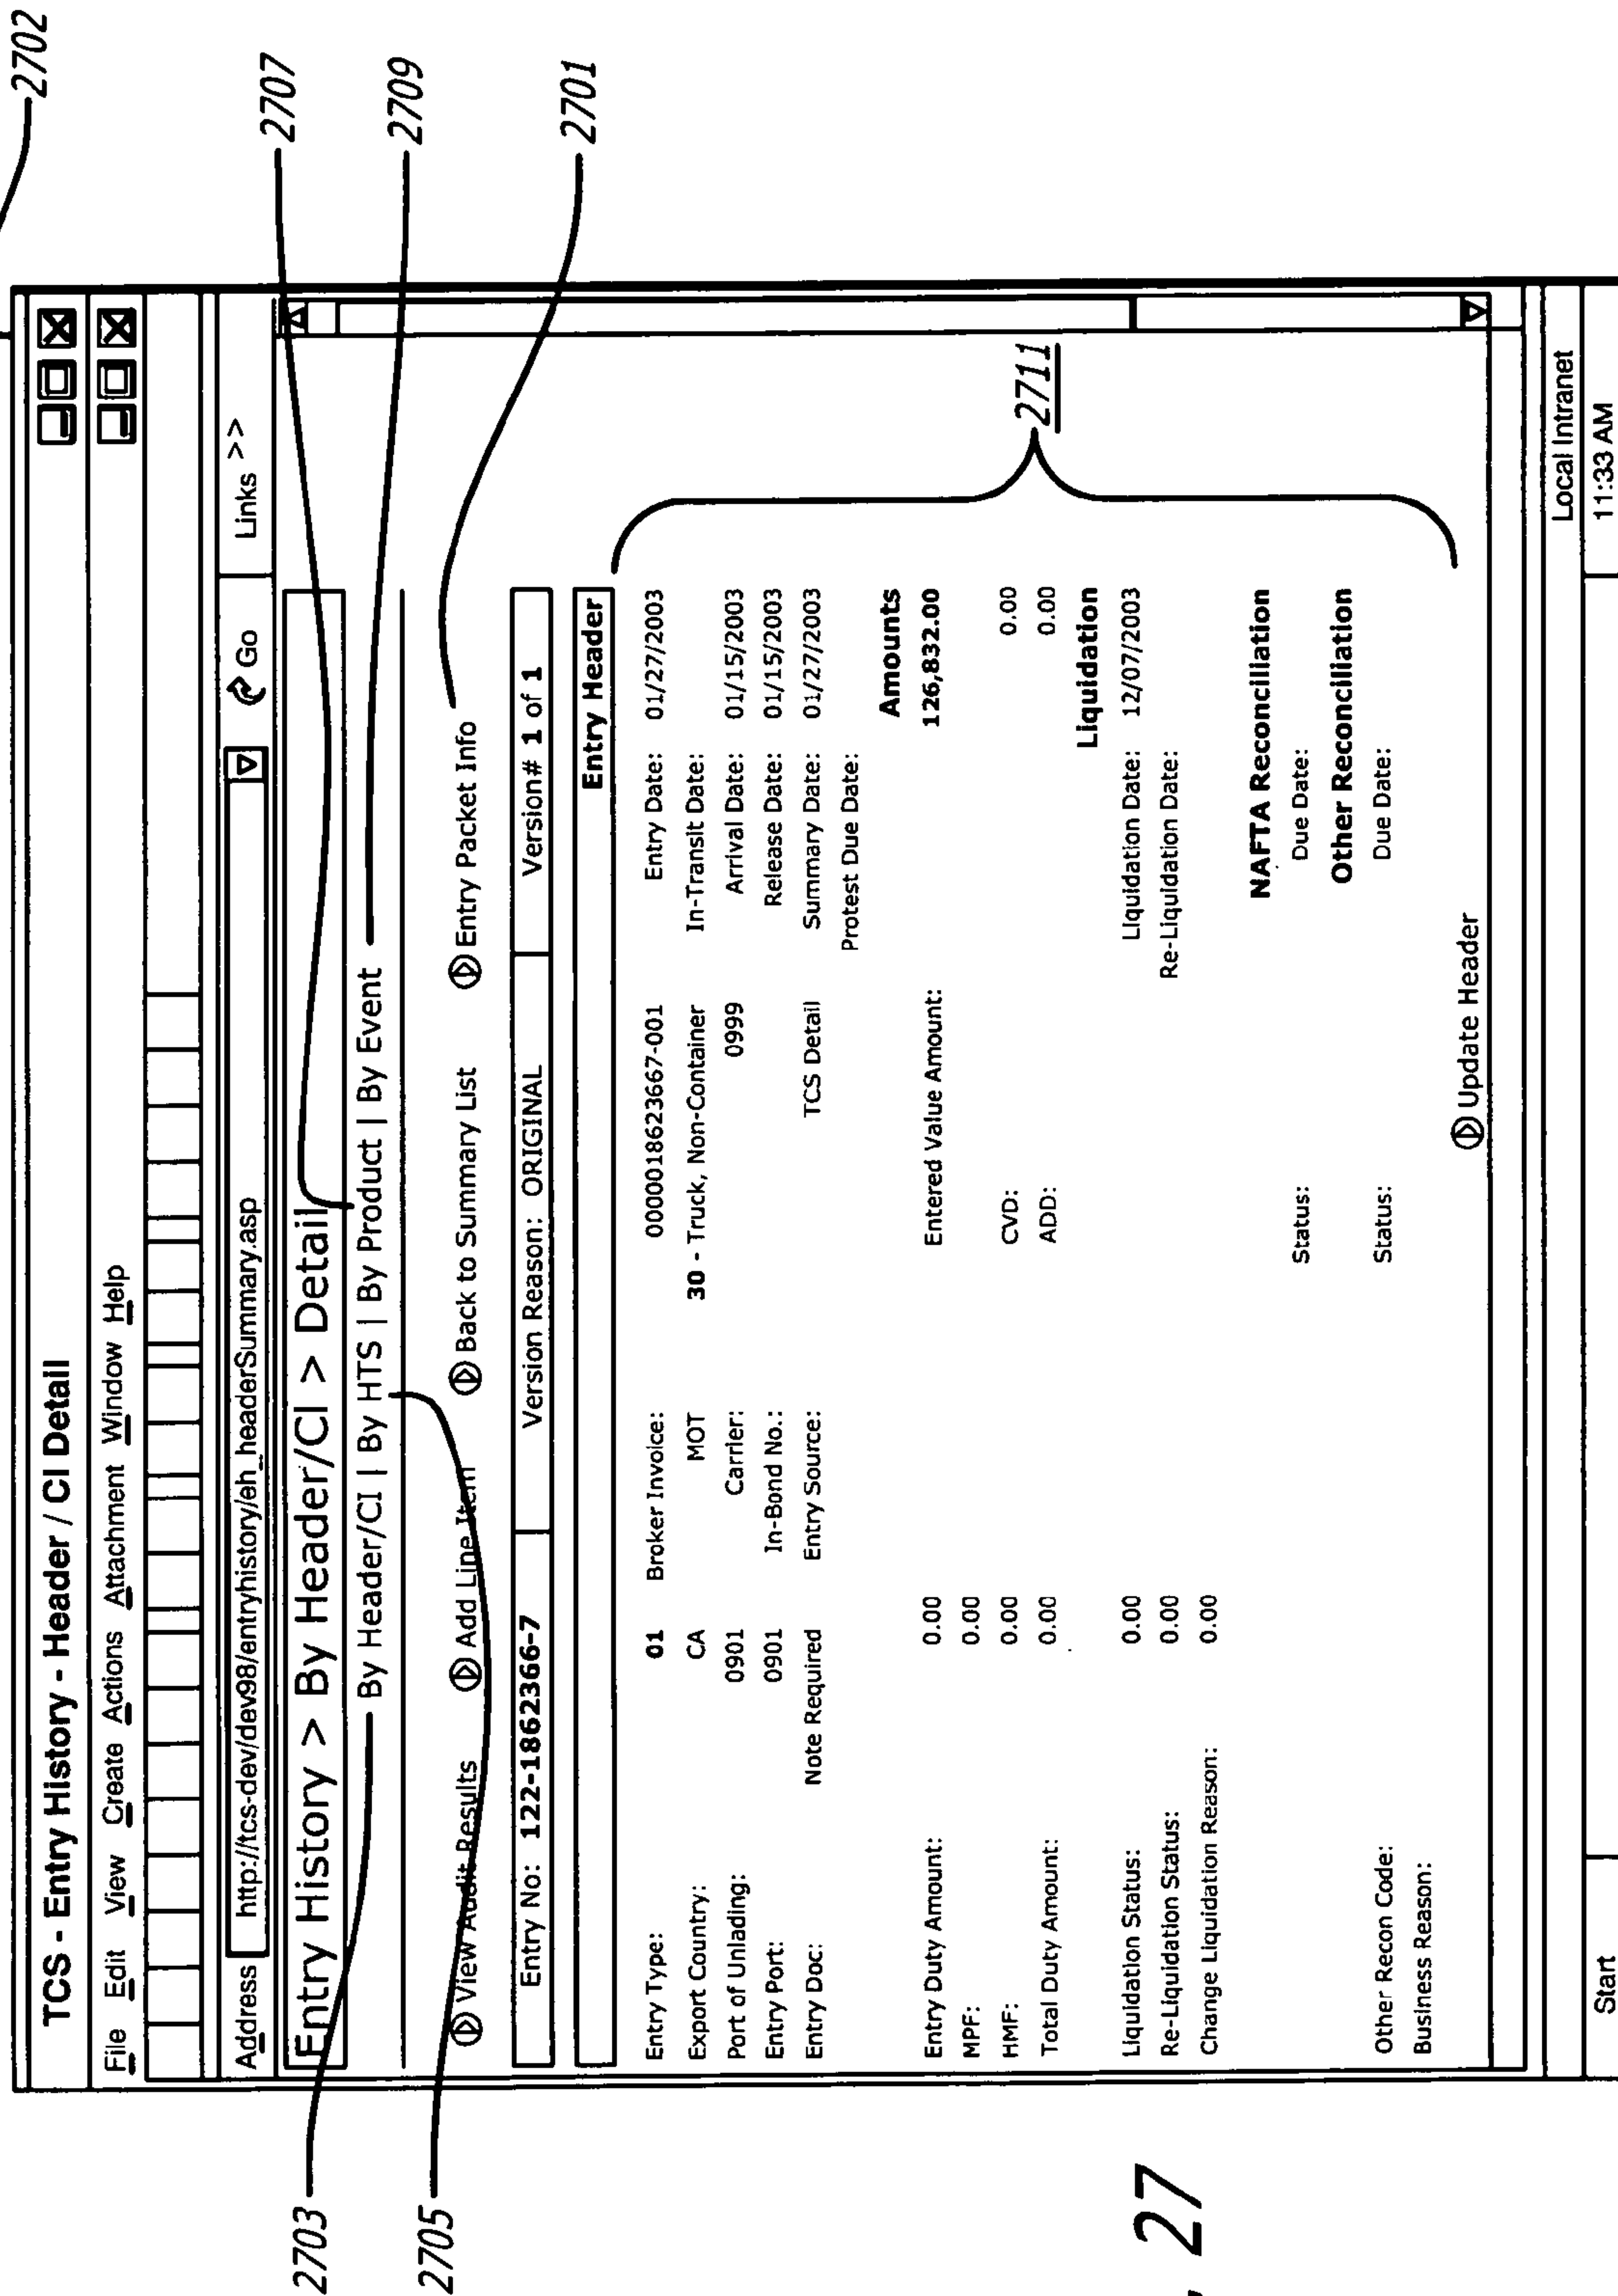 2702
TCS - Entry History - Header / CI Detail
File Edit View Create Actions Attachment Window Help
Address http://tcs-dev/dev98/entryhistory/eh_headerSummary.asp Go Links >>
Entry History > By Header/CI > Detail
2707
2703 By Header/CI | By HTS | By Product | By Event
2709
2705 View Audit Results Add Line Item Back to Summary List Entry Packet Info
2701
Entry No: 122-1862366-7 Version Reason: ORIGINAL Version# 1 of 1
Entry Header
Entry Type: 01 Broker Invoice: 0000018623667-001 Entry Date: 01/27/2003
Export Country: CA MOT 30 - Truck, Non-Container In-Transit Date:
Port of Unlading: 0901 Carrier: 0999 Arrival Date: 01/15/2003
Entry Port: 0901 In-Bond No.: Release Date: 01/15/2003
Entry Doc: Note Required Entry Source: TCS Detail Summary Date: 01/27/2003
Protest Due Date:
Amounts
Entry Duty Amount: 0.00 Entered Value Amount: 126,832.00
MPF: 0.00
HMF: 0.00 CVD: 0.00
Total Duty Amount: 0.00 ADD: 0.00
2711
Liquidation
Liquidation Status: 0.00 Liquidation Date: 12/07/2003
Re-Liquidation Status: 0.00 Re-Liquidation Date:
Change Liquidation Reason: 0.00
NAFTA Reconciliation
Status: Due Date:
Other Reconciliation
Other Recon Code: Status: Due Date:
Business Reason:
Update Header
Local Intranet
Start 11:33 AM
27